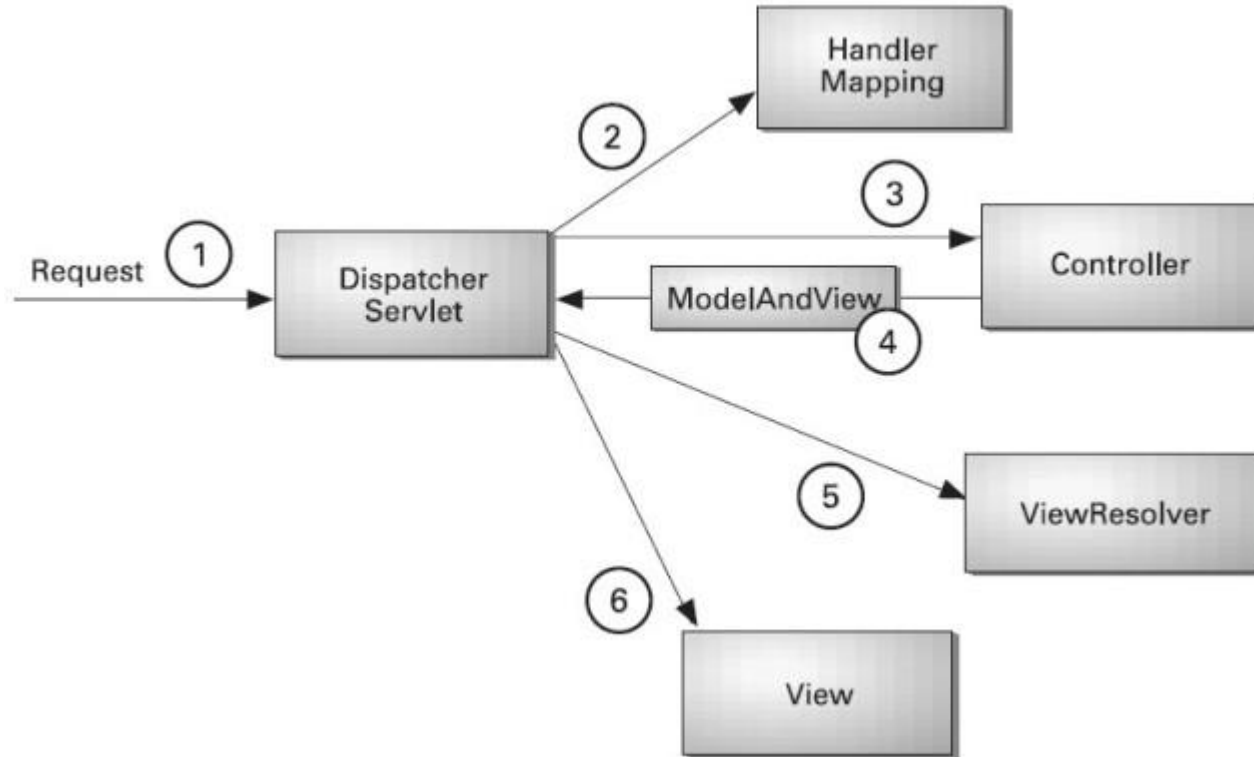 Handler
Mapping
2
3
1
Request
Dispatcher
Servlet
Controller
ModelAndView
4
5
ViewResolver
6
View